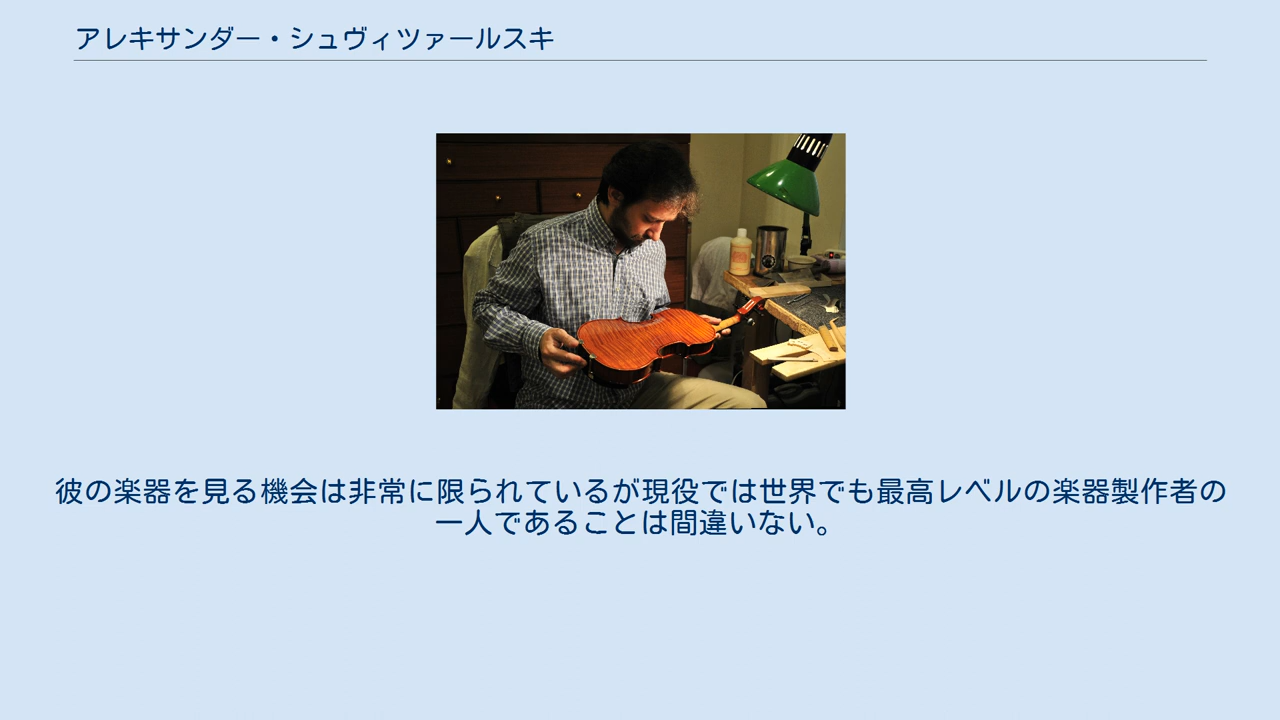 アレキサンダー・シュヴィツァールスキ
彼の楽器を見る機会は非常に限られているが現役では世界でも最高レベルの楽器製作者の
一人であることは間違いない。